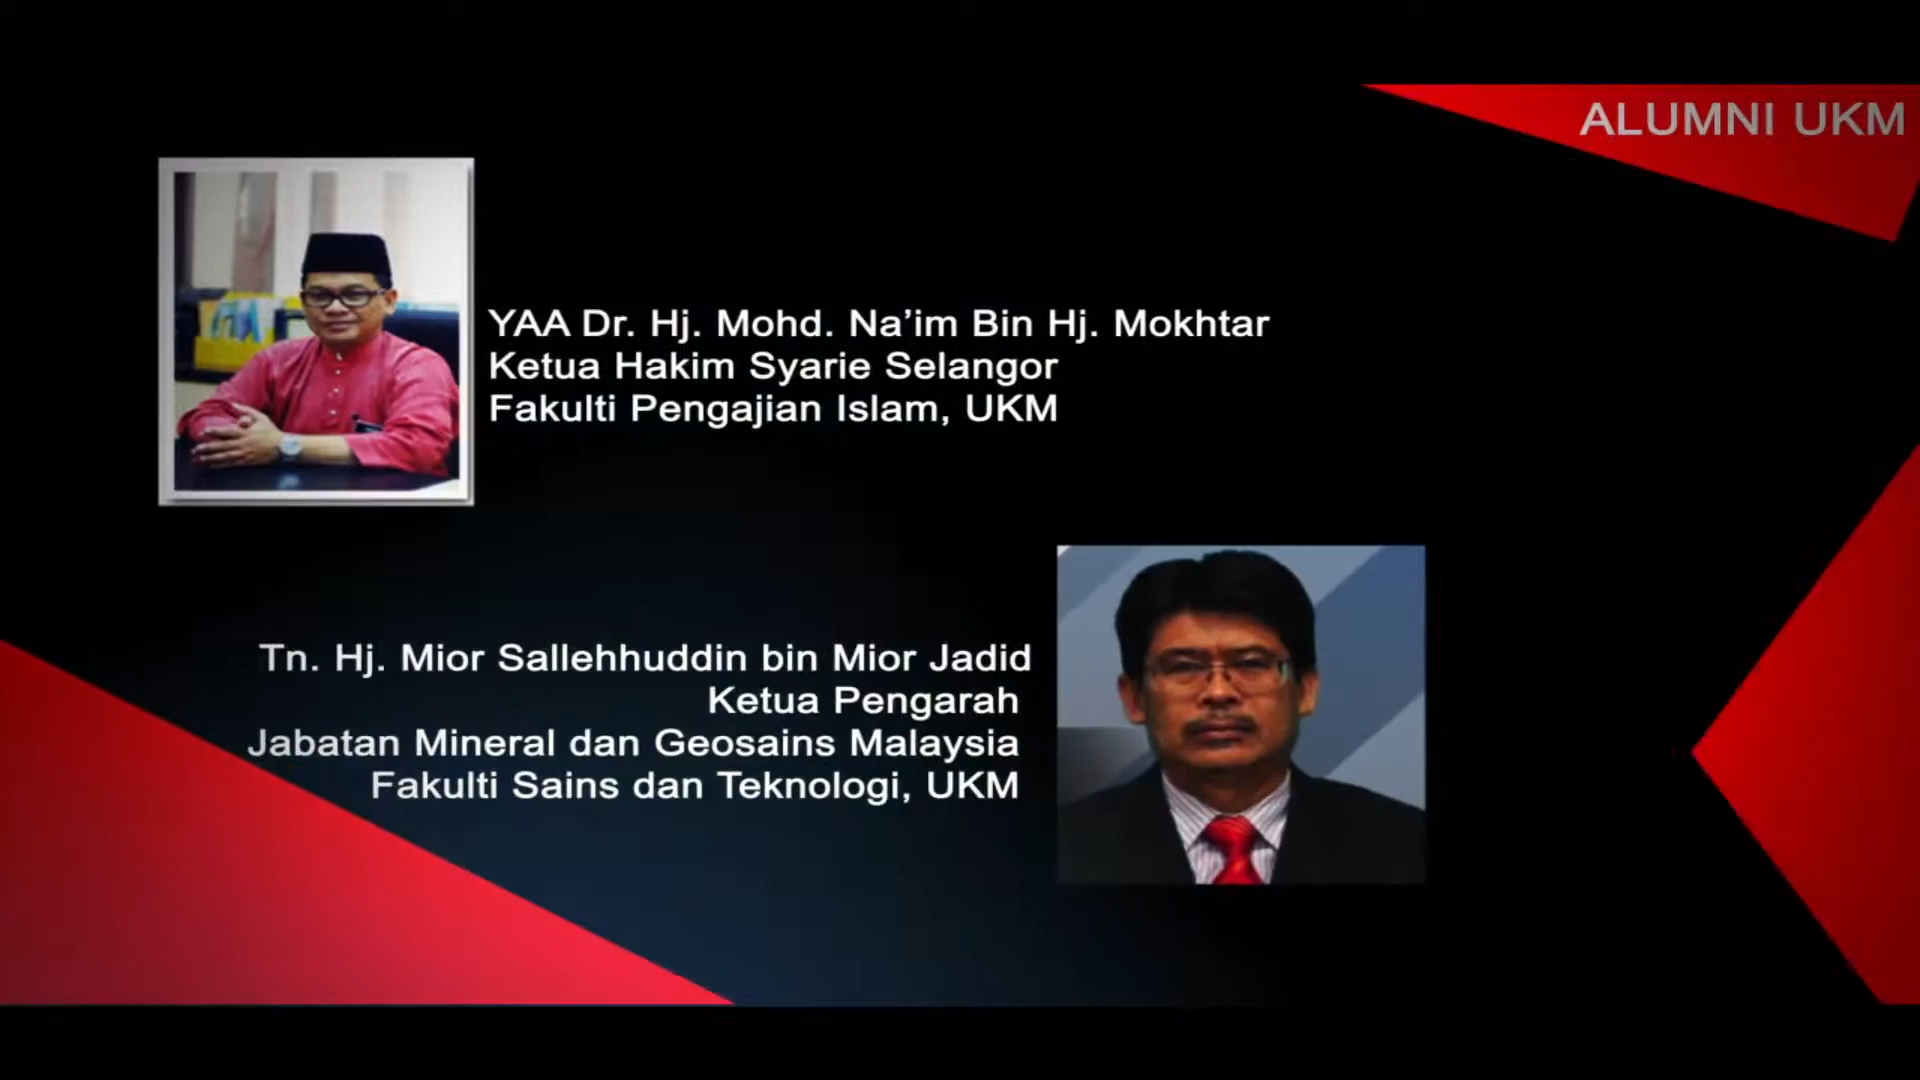 ALUMNI UKM
YAA Dr. Hj. Mohd. Na’im Bin Hj. Mokhtar
Ketua Hakim Syarie Selangor
Fakulti Pengajian Islam, UKM
Tn. Hj. Mior Sallehhuddin bin Mior Jadid
Ketua Pengarah
Jabatan Mineral dan Geosains Malaysia
Fakulti Sains dan Teknologi, UKM